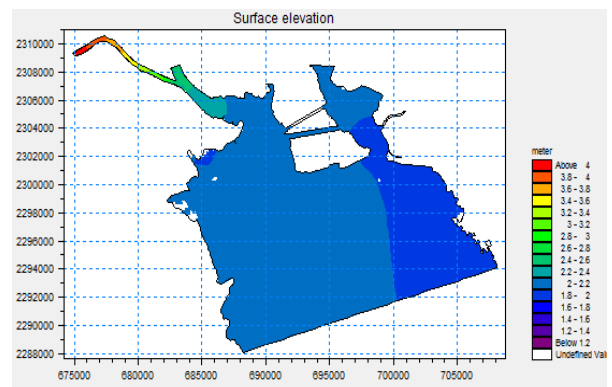 Surface elevation
2310000
2308000
2306000
2304000
2302000
2300000
2298000
2296000
2294000
2292000
2290000
2288000
675000 680000 685000 690000 695000 700000 705000
meter
Above 4
3.8 - 4
3.6 - 3.8
3.4 - 3.6
3.2 - 3.4
3 - 3.2
2.8 - 3
2.6 - 2.8
2.4 - 2.6
2.2 - 2.4
2 - 2.2
1.8 - 2
1.6 - 1.8
1.4 - 1.6
1.2 - 1.4
Below 1.2
Undefined Valu